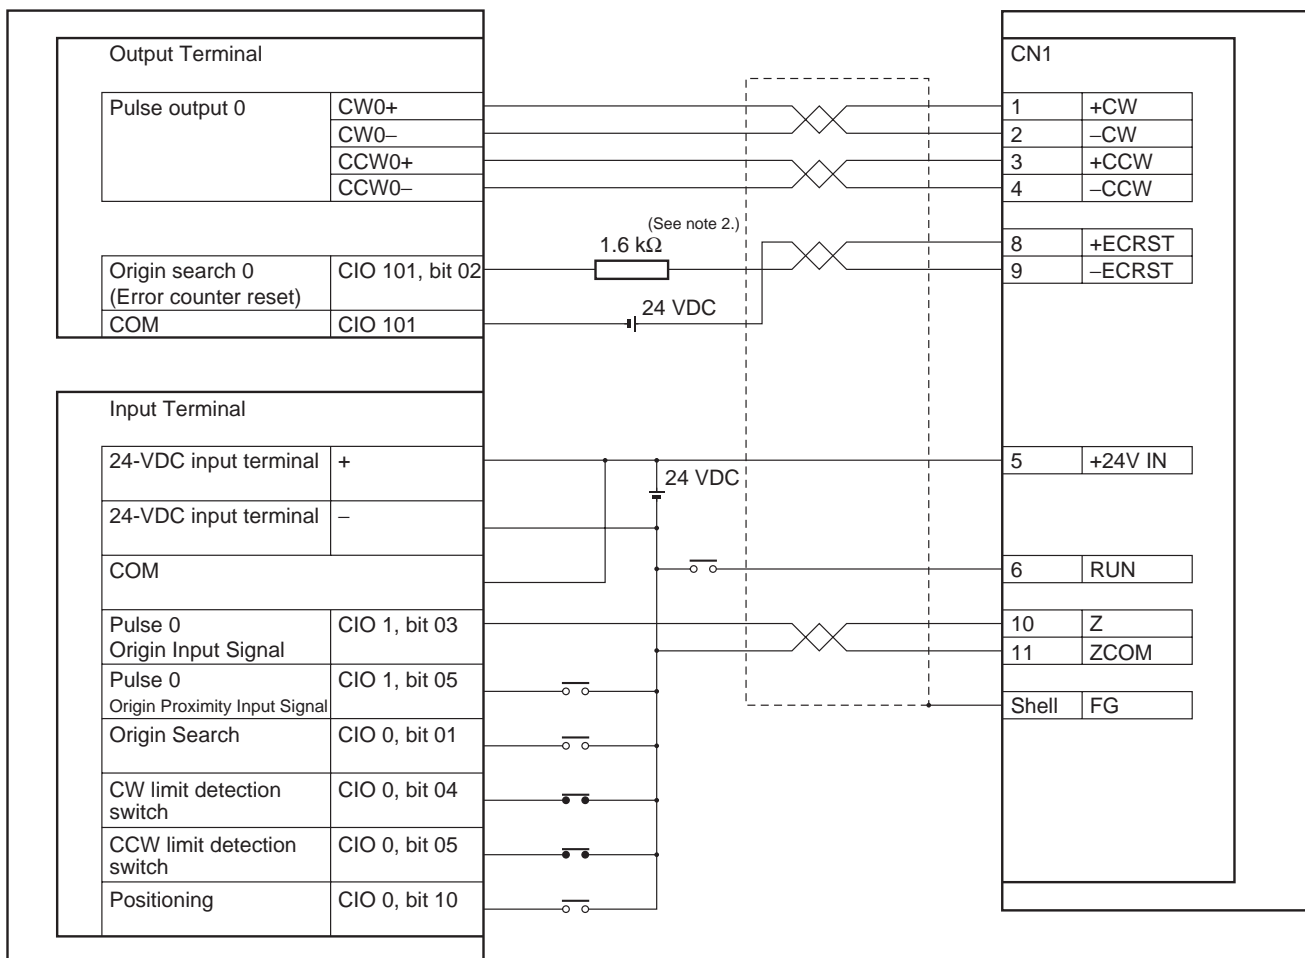 Output Terminal
Pulse output 0
CW0+
CW0−
CCW0+
CCW0−
Origin search 0
(Error counter reset)
CIO 101, bit 02
COM
CIO 101
(See note 2.)
1.6 kΩ
24 VDC
CN1
1 +CW
2 −CW
3 +CCW
4 −CCW
8 +ECRST
9 −ECRST
Input Terminal
24-VDC input terminal +
24-VDC input terminal −
COM
Pulse 0
Origin Input Signal
CIO 1, bit 03
Pulse 0
Origin Proximity Input Signal
CIO 1, bit 05
Origin Search
CIO 0, bit 01
CW limit detection
switch
CIO 0, bit 04
CCW limit detection
switch
CIO 0, bit 05
Positioning
CIO 0, bit 10
24 VDC
5 +24V IN
6 RUN
10 Z
11 ZCOM
Shell FG